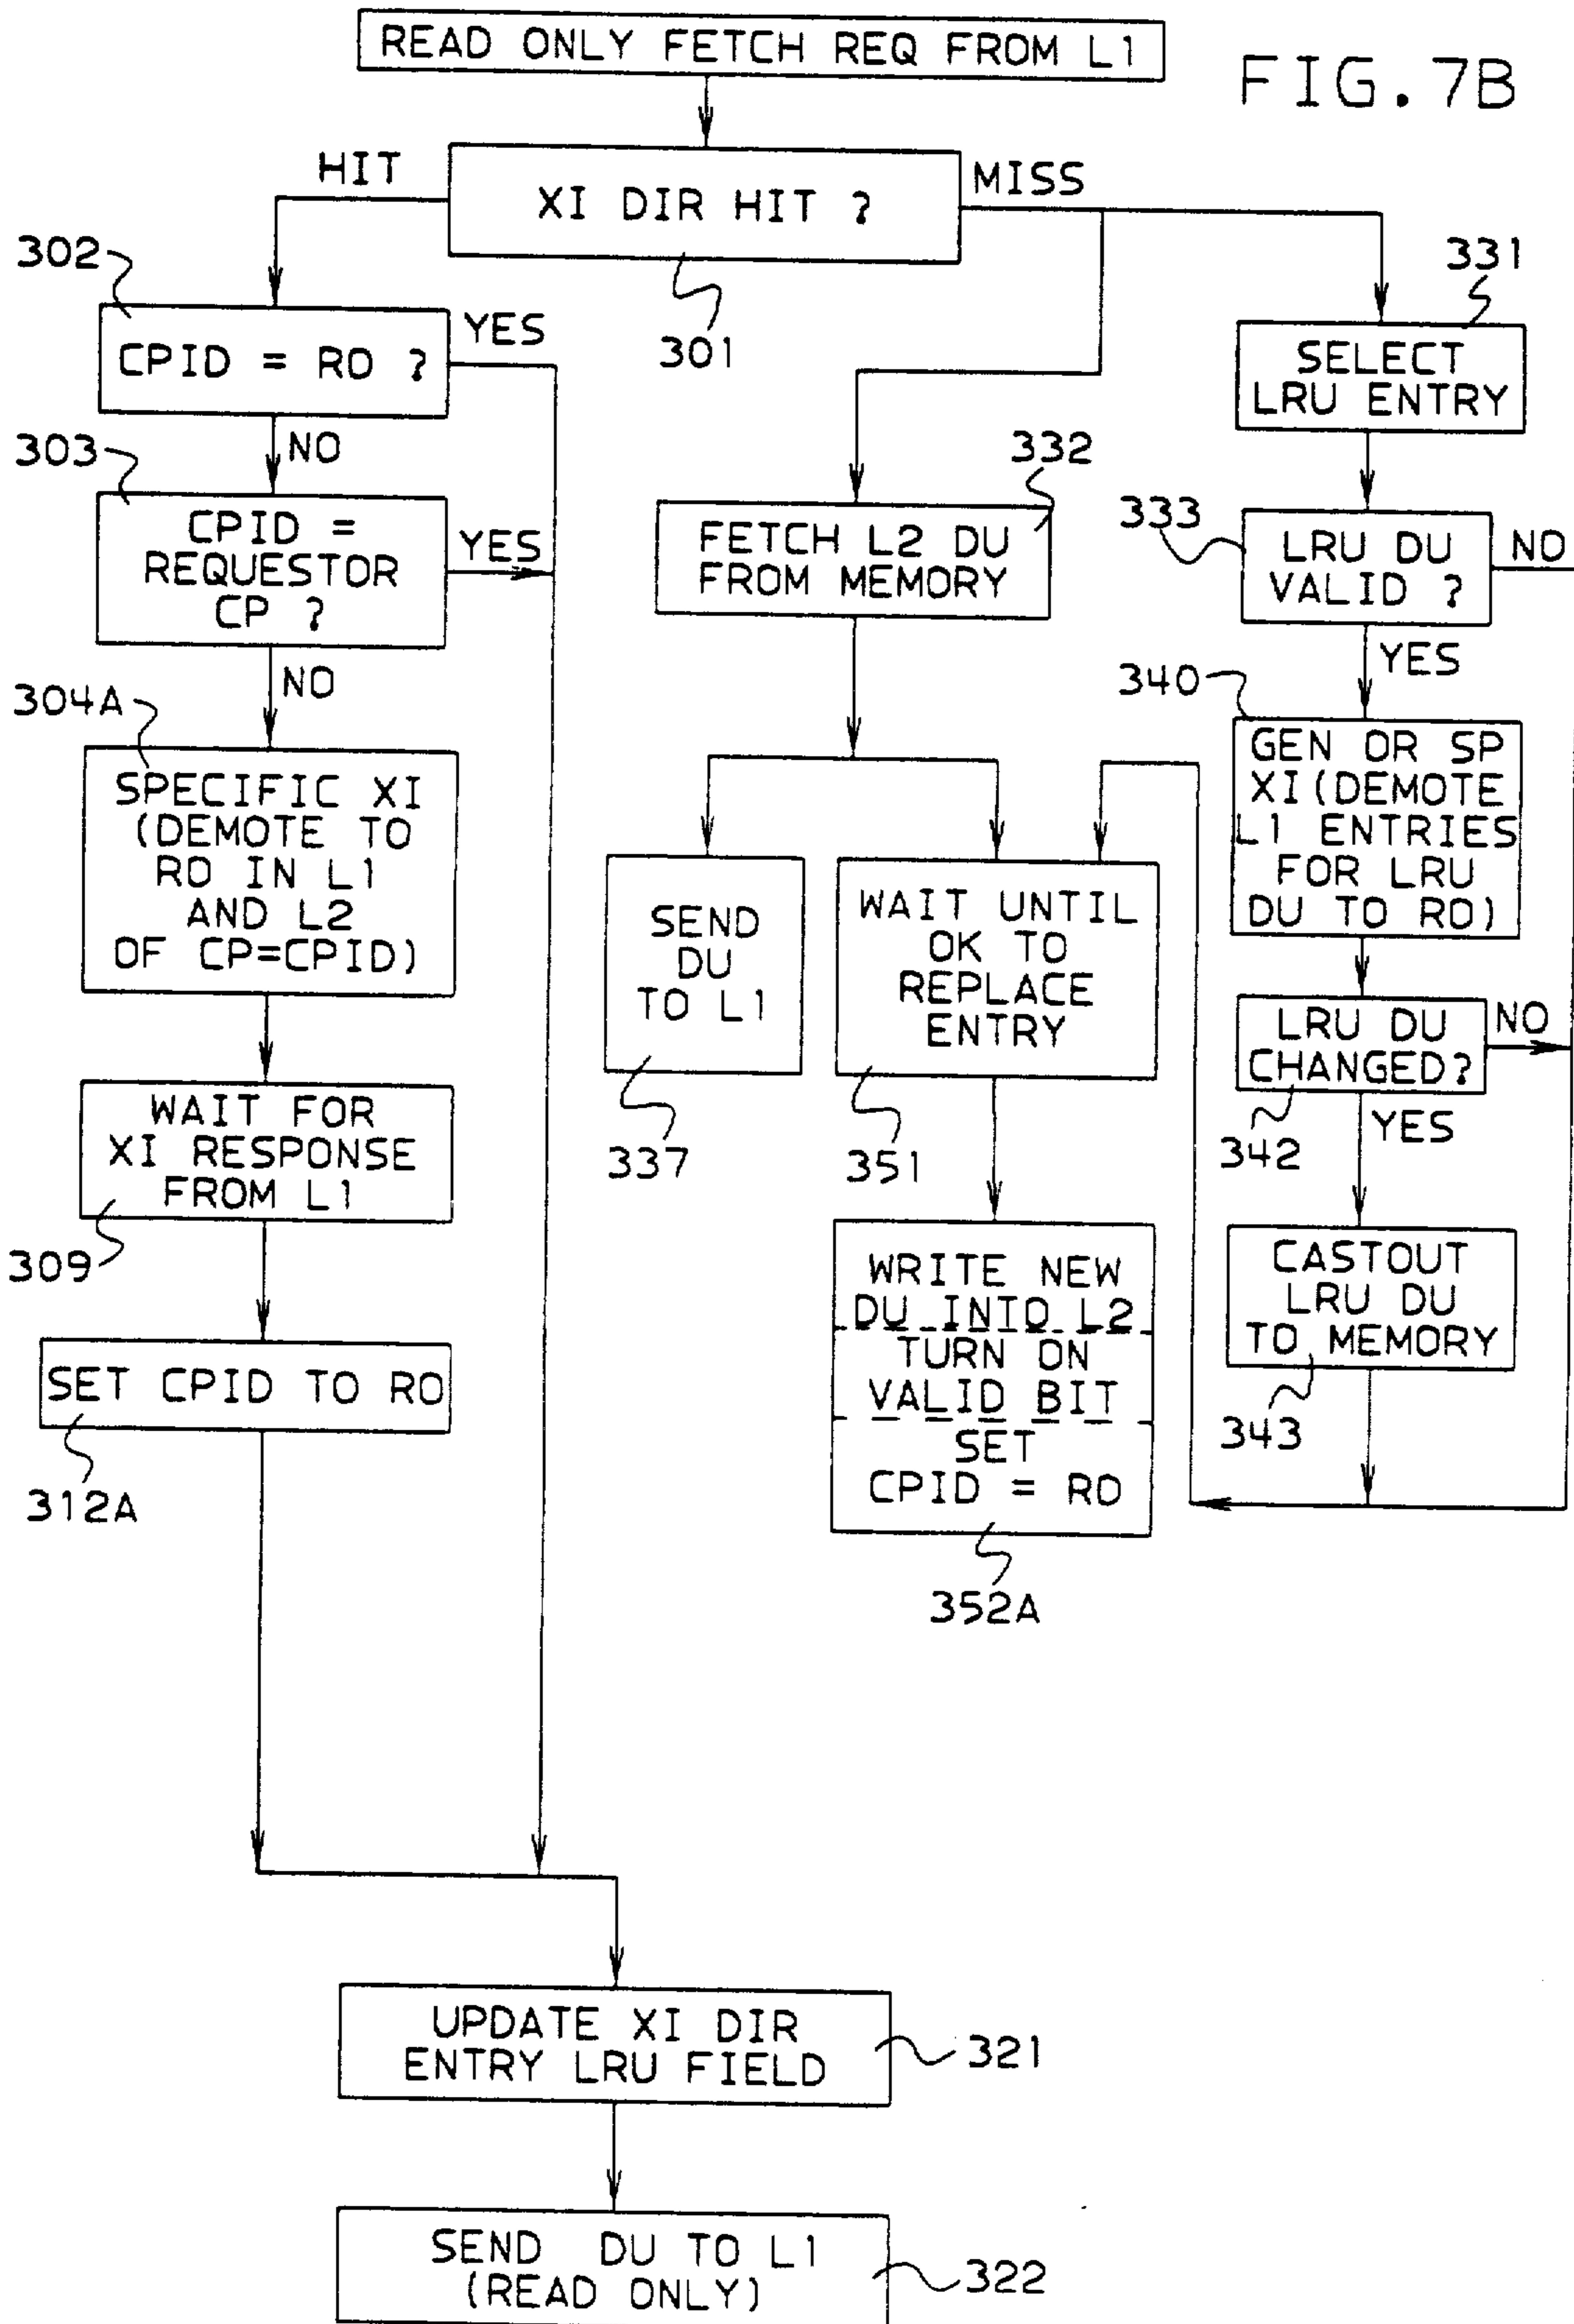 READ ONLY FETCH REQ FROM L1
FIG. 7B
HIT
XI DIR HIT ?
MISS
301
302
CPID = RO ?
YES
NO
303
CPID =
REQUESTOR
CP ?
YES
NO
304A
SPECIFIC XI
(DEMOTE TO
RO IN L1
AND L2
OF CP=CPID)
WAIT FOR
XI RESPONSE
FROM L1
309
SET CPID TO RO
312A
332
FETCH L2 DU
FROM MEMORY
SEND
DU
TO L1
337
WAIT UNTIL
OK TO
REPLACE
ENTRY
351
WRITE NEW
DU INTO L2
TURN ON
VALID BIT
SET
CPID = RO
352A
331
SELECT
LRU ENTRY
333
LRU DU
VALID ?
NO
YES
340
GEN OR SP
XI(DEMOTE
L1 ENTRIES
FOR LRU
DU TO RO)
LRU DU
CHANGED?
NO
342
YES
CASTOUT
LRU DU
TO MEMORY
343
UPDATE XI DIR
ENTRY LRU FIELD
321
SEND DU TO L1
(READ ONLY)
322